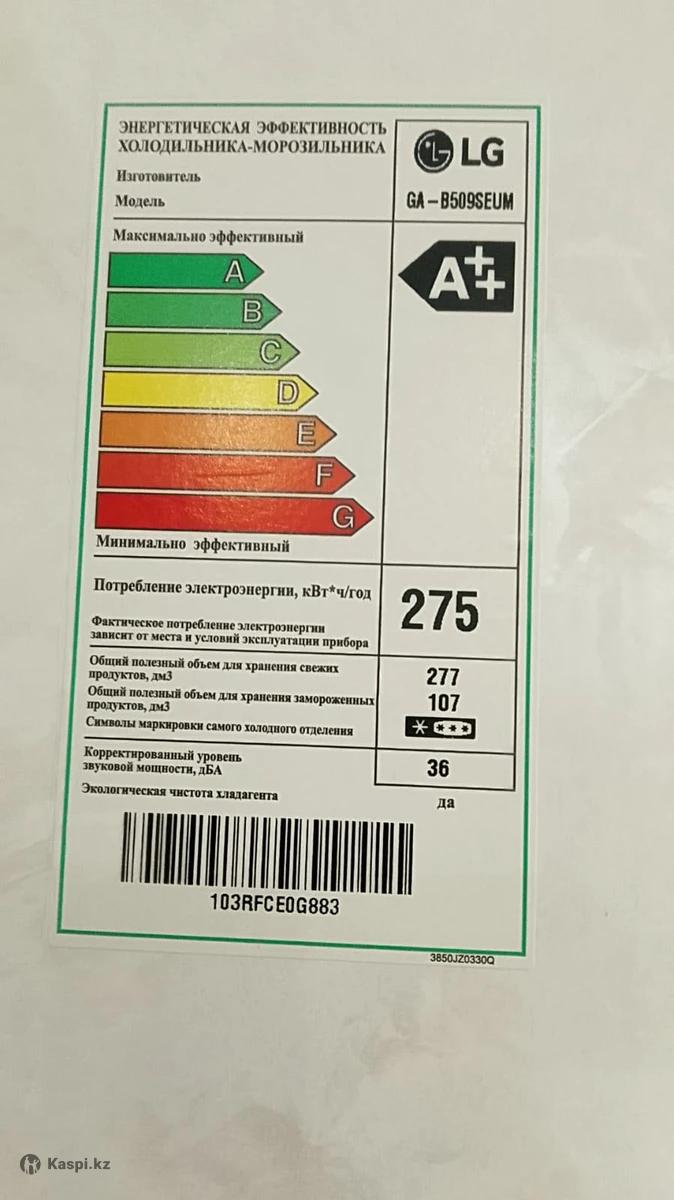 ЭНЕРГЕТИЧЕСКАЯ ЭФФЕКТИВНОСТЬ
ХОЛОДИЛЬНИКА-МОРОЗИЛЬНИКА
LG
Изготовитель
Модель
GA-B509SEUM
Максимально эффективный
A++
A
B
C
D
E
F
G
Минимально эффективный
Потребление электроэнергии, кВт*ч/год
275
Фактическое потребление электроэнергии
зависит от места и условий эксплуатации прибора
Общий полезный объем для хранения свежих
продуктов, дм3
277
Общий полезный объем для хранения замороженных
продуктов, дм3
107
Символы маркировки самого холодного отделения
Корректированный уровень
звуковой мощности, дБА
36
Экологическая чистота хладагента
да
103RFCE0G883
3850JZ0330Q
Kaspi.kz